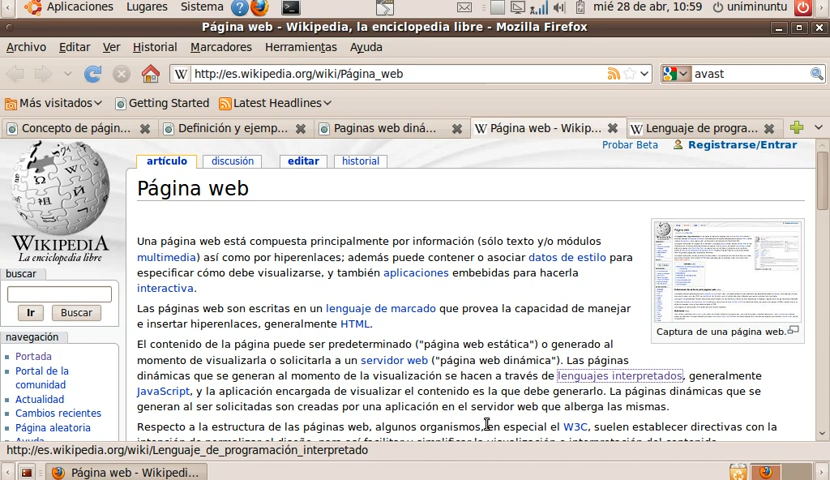 Aplicaciones Lugares Sistema mié 28 de abr, 10:59 uniminuto
Página web - Wikipedia, la enciclopedia libre - Mozilla Firefox
Archivo Editar Ver Historial Marcadores Herramientas Ayuda
http://es.wikipedia.org/wiki/Página_web avast
Más visitados Getting Started Latest Headlines
Concepto de págin... Definición y ejemp... Paginas web diná... Página web - Wikip... Lenguaje de progra...
Probar Beta Registrarse/Entrar
artículo discusión editar historial
Página web
WIKIPEDIA
La enciclopedia libre
buscar
Ir Buscar
navegación
Portada
Portal de la
comunidad
Actualidad
Cambios recientes
Página aleatoria
Ayuda
Una página web está compuesta principalmente por información (sólo texto y/o módulos
multimedia) así como por hiperenlaces; además puede contener o asociar datos de estilo para
especificar cómo debe visualizarse, y también aplicaciones embebidas para hacerla
interactiva.
Las páginas web son escritas en un lenguaje de marcado que provea la capacidad de manejar
e insertar hiperenlaces, generalmente HTML.
El contenido de la página puede ser predeterminado ("página web estática") o generado al
momento de visualizarla o solicitarla a un servidor web ("página web dinámica"). Las páginas
dinámicas que se generan al momento de la visualización se hacen a través de lenguajes interpretados, generalmente
JavaScript, y la aplicación encargada de visualizar el contenido es la que debe generarlo. La páginas dinámicas que se
generan al ser solicitadas son creadas por una aplicación en el servidor web que alberga las mismas.
Respecto a la estructura de las páginas web, algunos organismos, en especial el W3C, suelen establecer directivas con la
Captura de una página web.
http://es.wikipedia.org/wiki/Lenguaje_de_programación_interpretado
Página web - Wikiped...